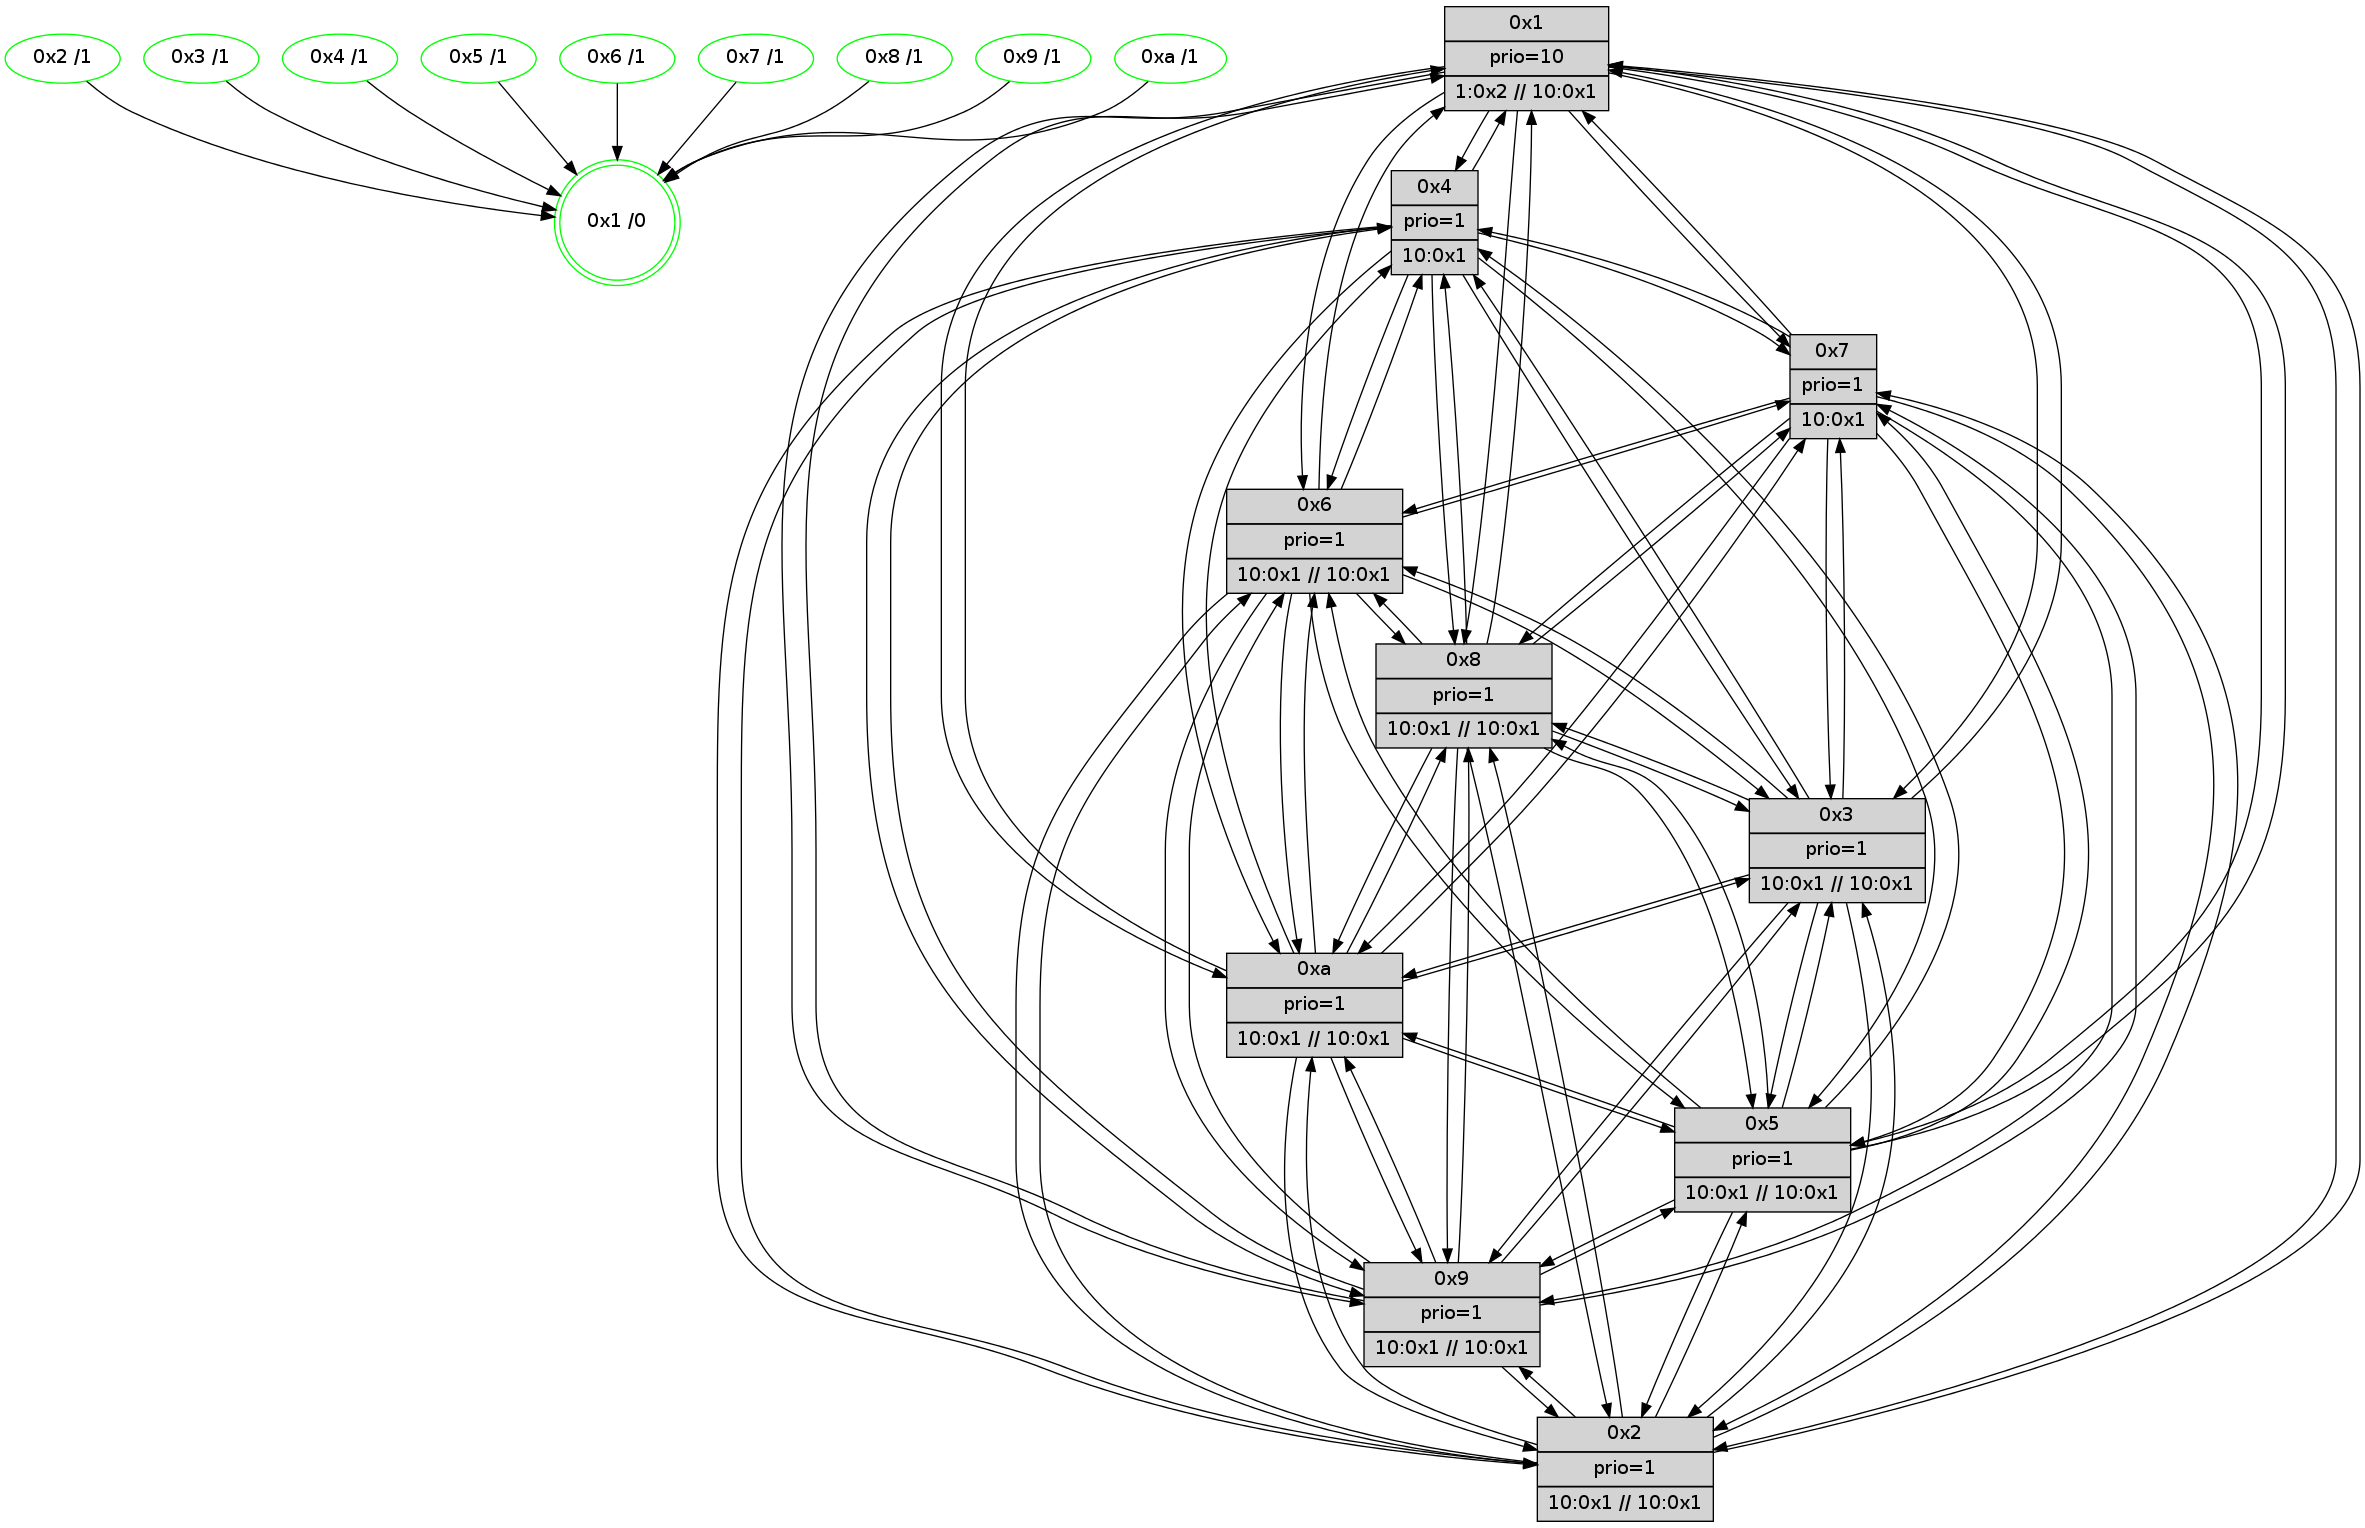 0x2 /1
0x3 /1
0x4 /1
0x5 /1
0x6 /1
0x7 /1
0x8 /1
0x9 /1
0xa /1
0x1 /0
0x1
prio=10
1:0x2 // 10:0x1
0x4
prio=1
10:0x1
0x7
prio=1
10:0x1
0x6
prio=1
10:0x1 // 10:0x1
0x8
prio=1
10:0x1 // 10:0x1
0x3
prio=1
10:0x1 // 10:0x1
0xa
prio=1
10:0x1 // 10:0x1
0x5
prio=1
10:0x1 // 10:0x1
0x9
prio=1
10:0x1 // 10:0x1
0x2
prio=1
10:0x1 // 10:0x1